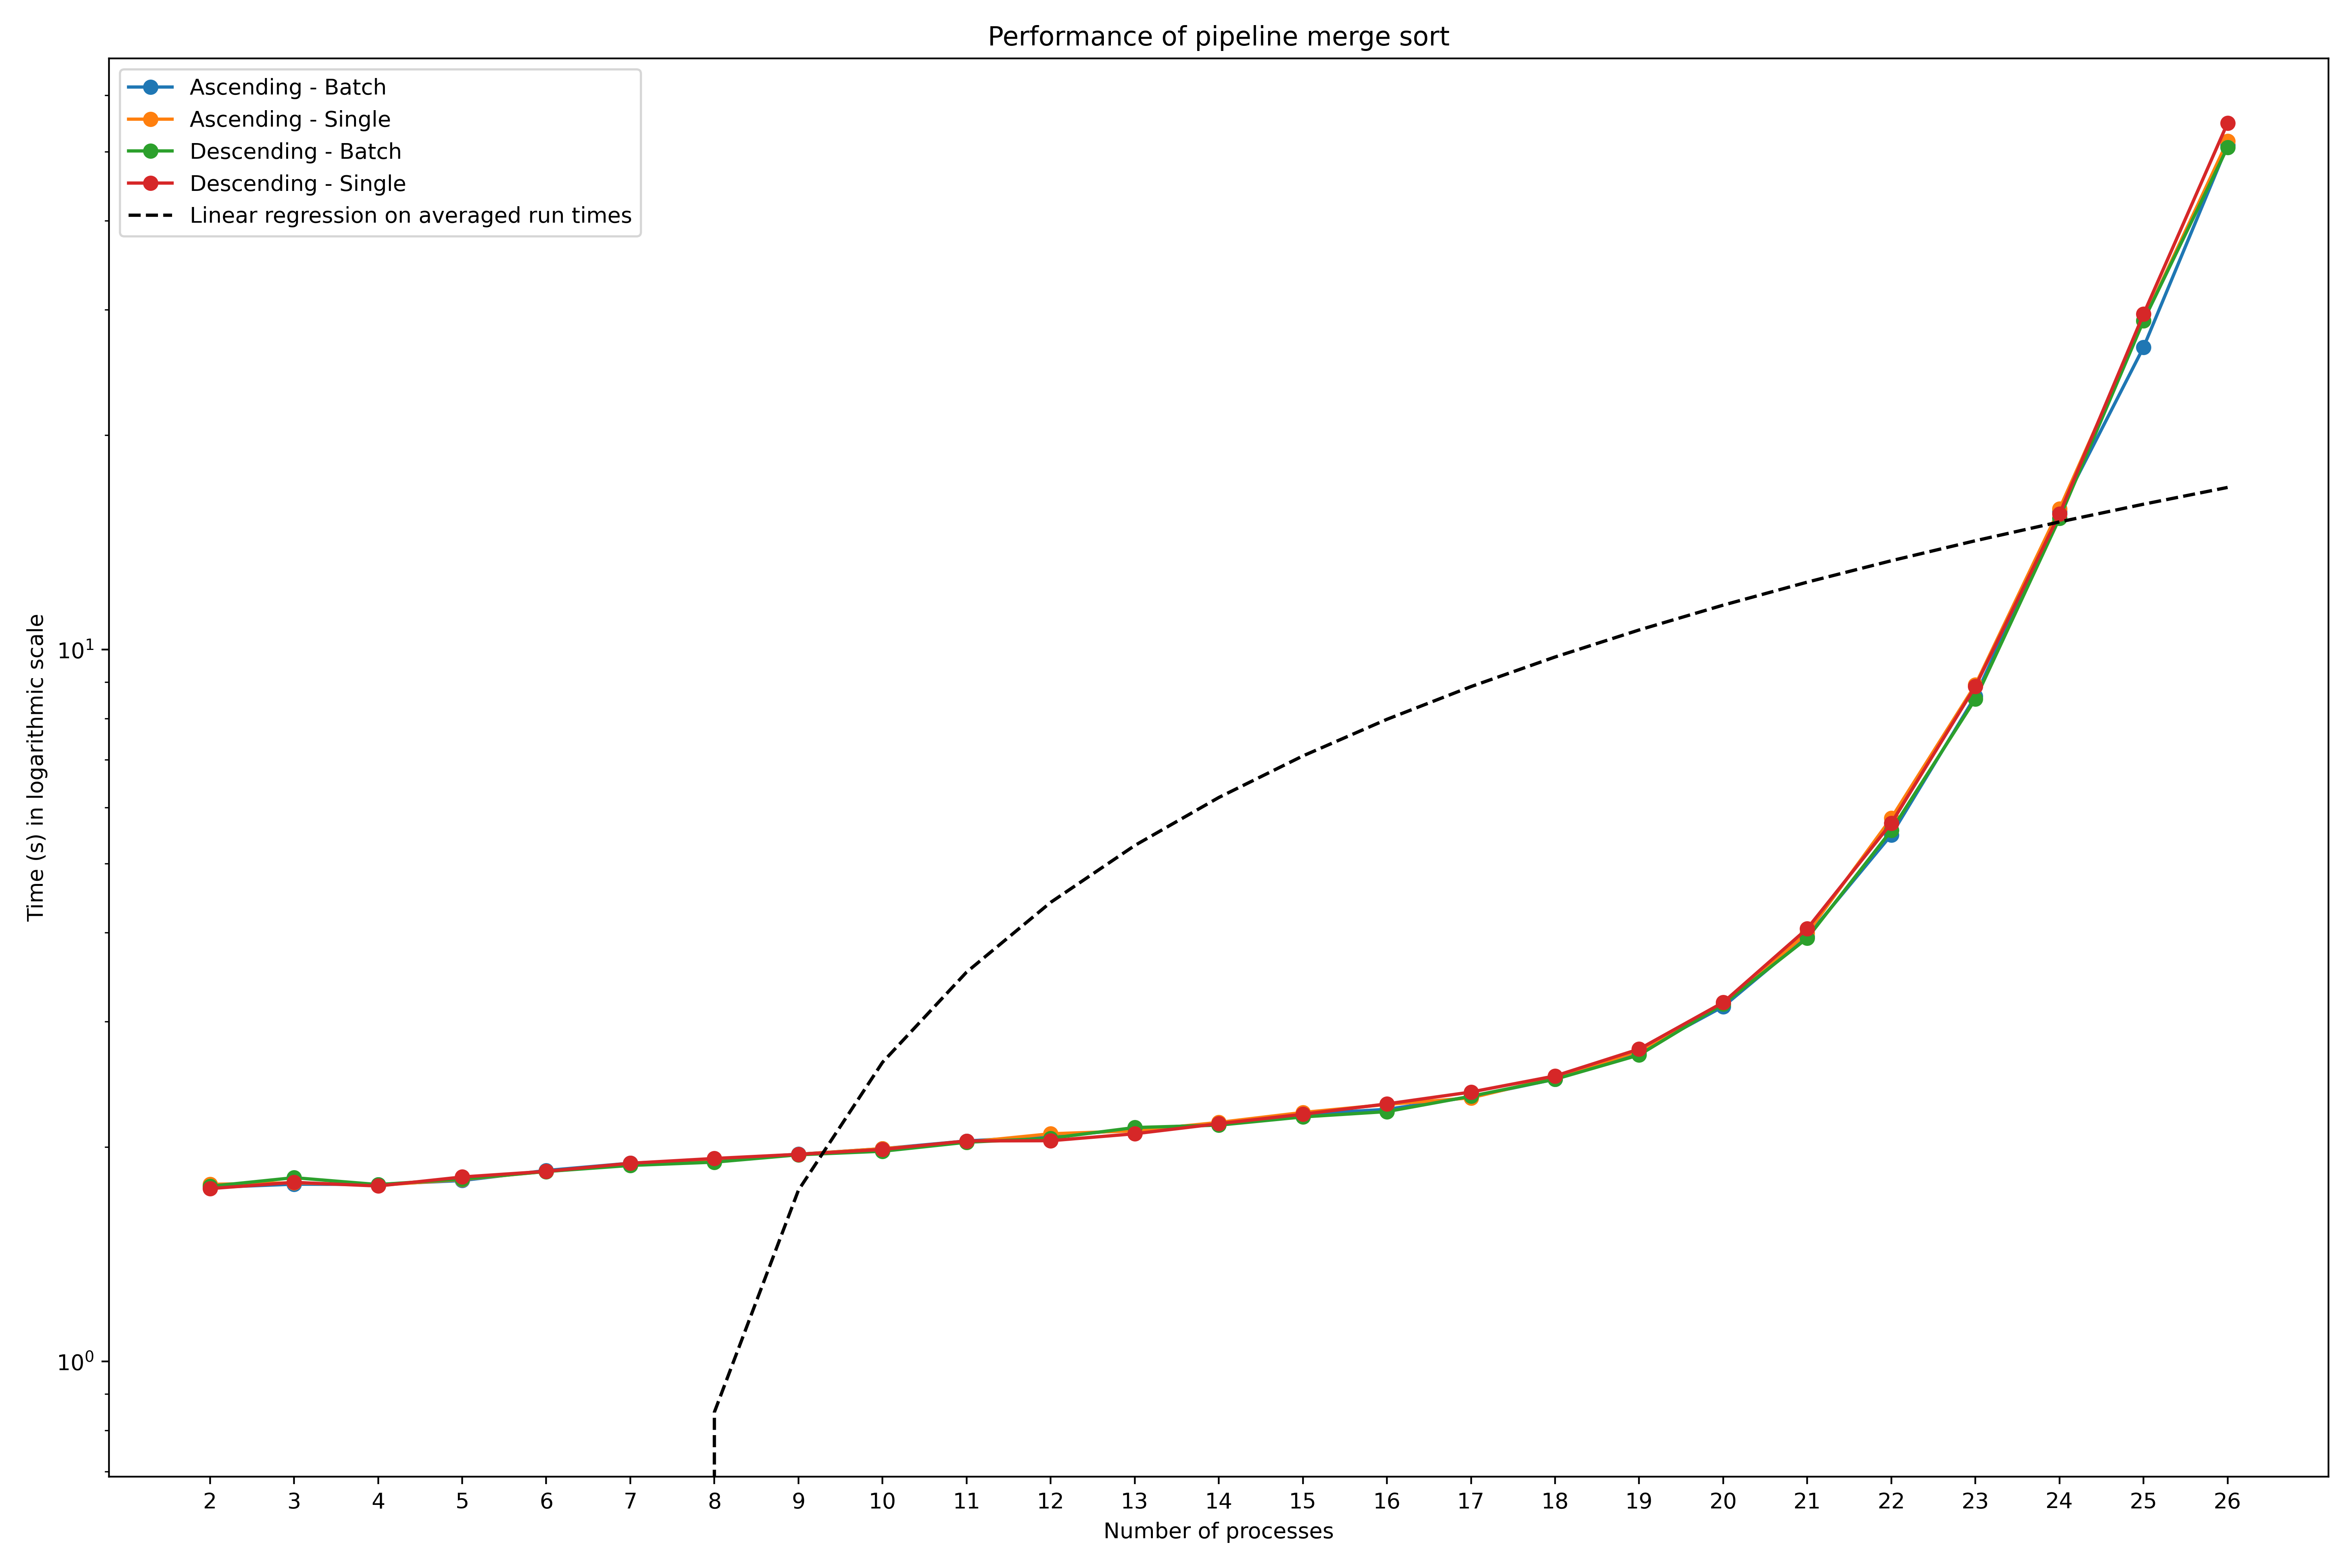 Performance of pipeline merge sort
Ascending - Batch
Ascending - Single
Descending - Batch
Descending - Single
Linear regression on averaged run times
Time (s) in logarithmic scale
10¹
10⁰
2 3 4 5 6 7 8 9 10 11 12 13 14 15 16 17 18 19 20 21 22 23 24 25 26
Number of processes